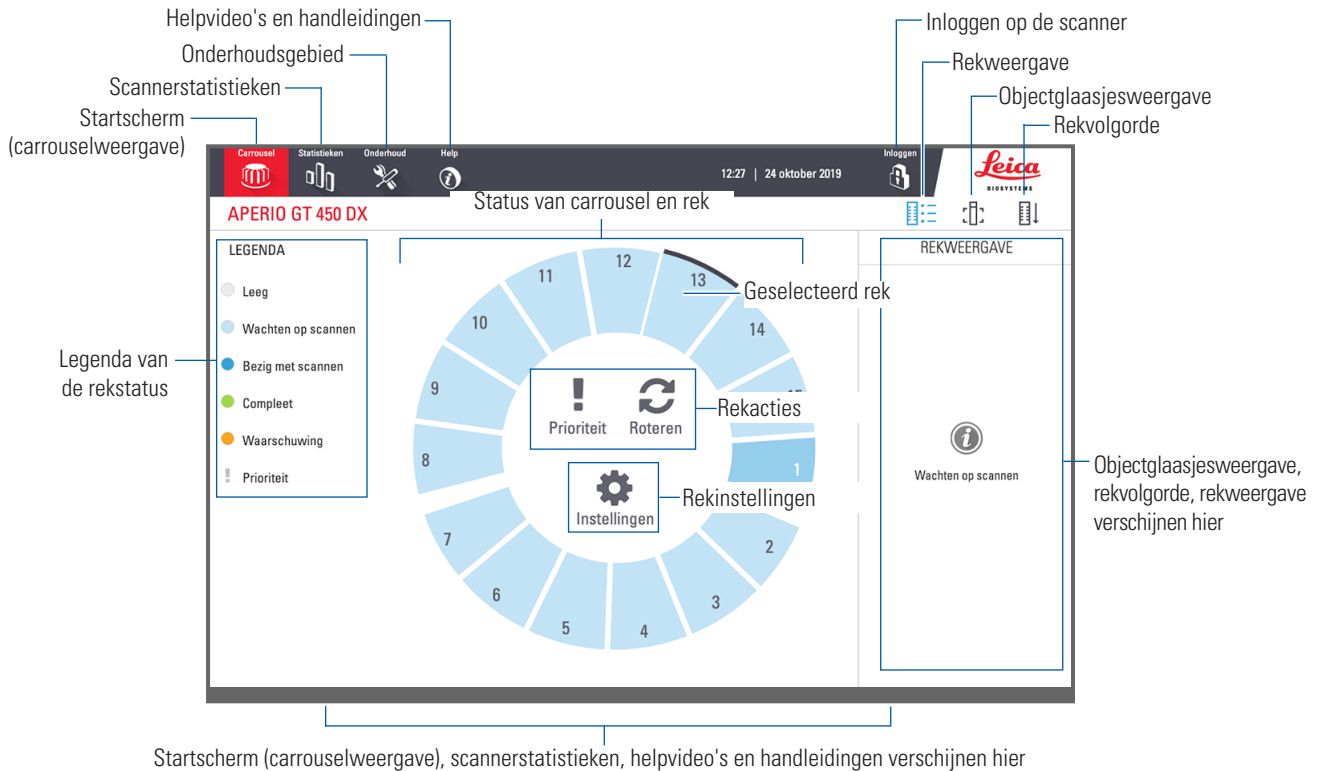 Helpvideo's en handleidingen
Onderhoudsgebied
Scannerstatistieken
Startscherm
(carrouselweergave)
Inloggen op de scanner
Rekweergave
Objectglaasjesweergave
Rekvolgorde
Carrousel
Statistieken
Onderhoud
Help
12:27 | 24 oktober 2019
Inloggen
Leica
BIOSYSTEMS
APERIO GT 450 DX
Status van carrousel en rek
LEGENDA
Leeg
Wachten op scannen
Bezig met scannen
Compleet
Waarschuwing
Prioriteit
Legenda van
de rekstatus
11
12
13
Geselecteerd rek
10
14
9
8
1
7
2
6
3
5
4
Prioriteit
Roteren
Rekacties
Instellingen
Rekinstellingen
REKWEERGAVE
Wachten op scannen
Objectglaasjesweergave,
rekvolgorde, rekweergave
verschijnen hier
Startscherm (carrouselweergave), scannerstatistieken, helpvideo's en handleidingen verschijnen hier